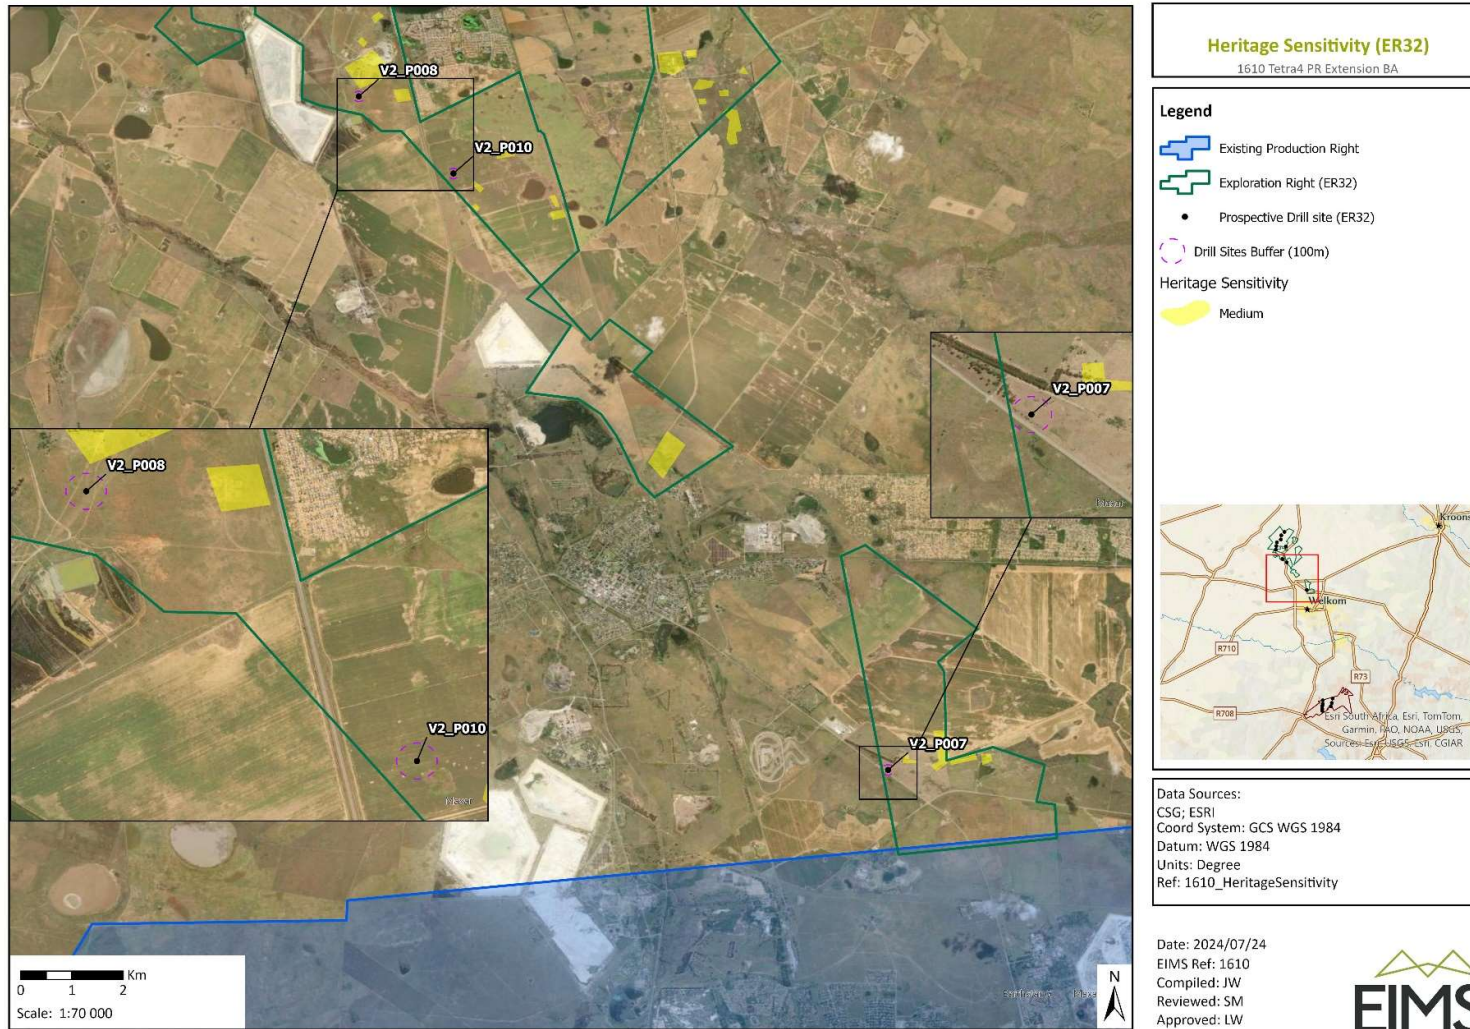 Heritage Sensitivity (ER32)
1610 Tetra4 PR Extension BA
Legend
Existing Production Right
Exploration Right (ER32)
Prospective Drill site (ER32)
Drill Sites Buffer (100m)
Heritage Sensitivity
Medium
V2_P008
V2_P010
V2_P007
V2_P008
V2_P010
V2_P007
Maxar
0 1 2 Km
Scale: 1:70 000
N
Kroons
Welkom
R710
R73
R708
Esri South Africa, Esri, TomTom,
Garmin, FAO, NOAA, USGS,
Sources: Esri, USGS, Esri, CGIAR
Data Sources:
CSG; ESRI
Coord System: GCS WGS 1984
Datum: WGS 1984
Units: Degree
Ref: 1610_HeritageSensitivity
Date: 2024/07/24
EIMS Ref: 1610
Compiled: JW
Reviewed: SM
Approved: LW
EIMS